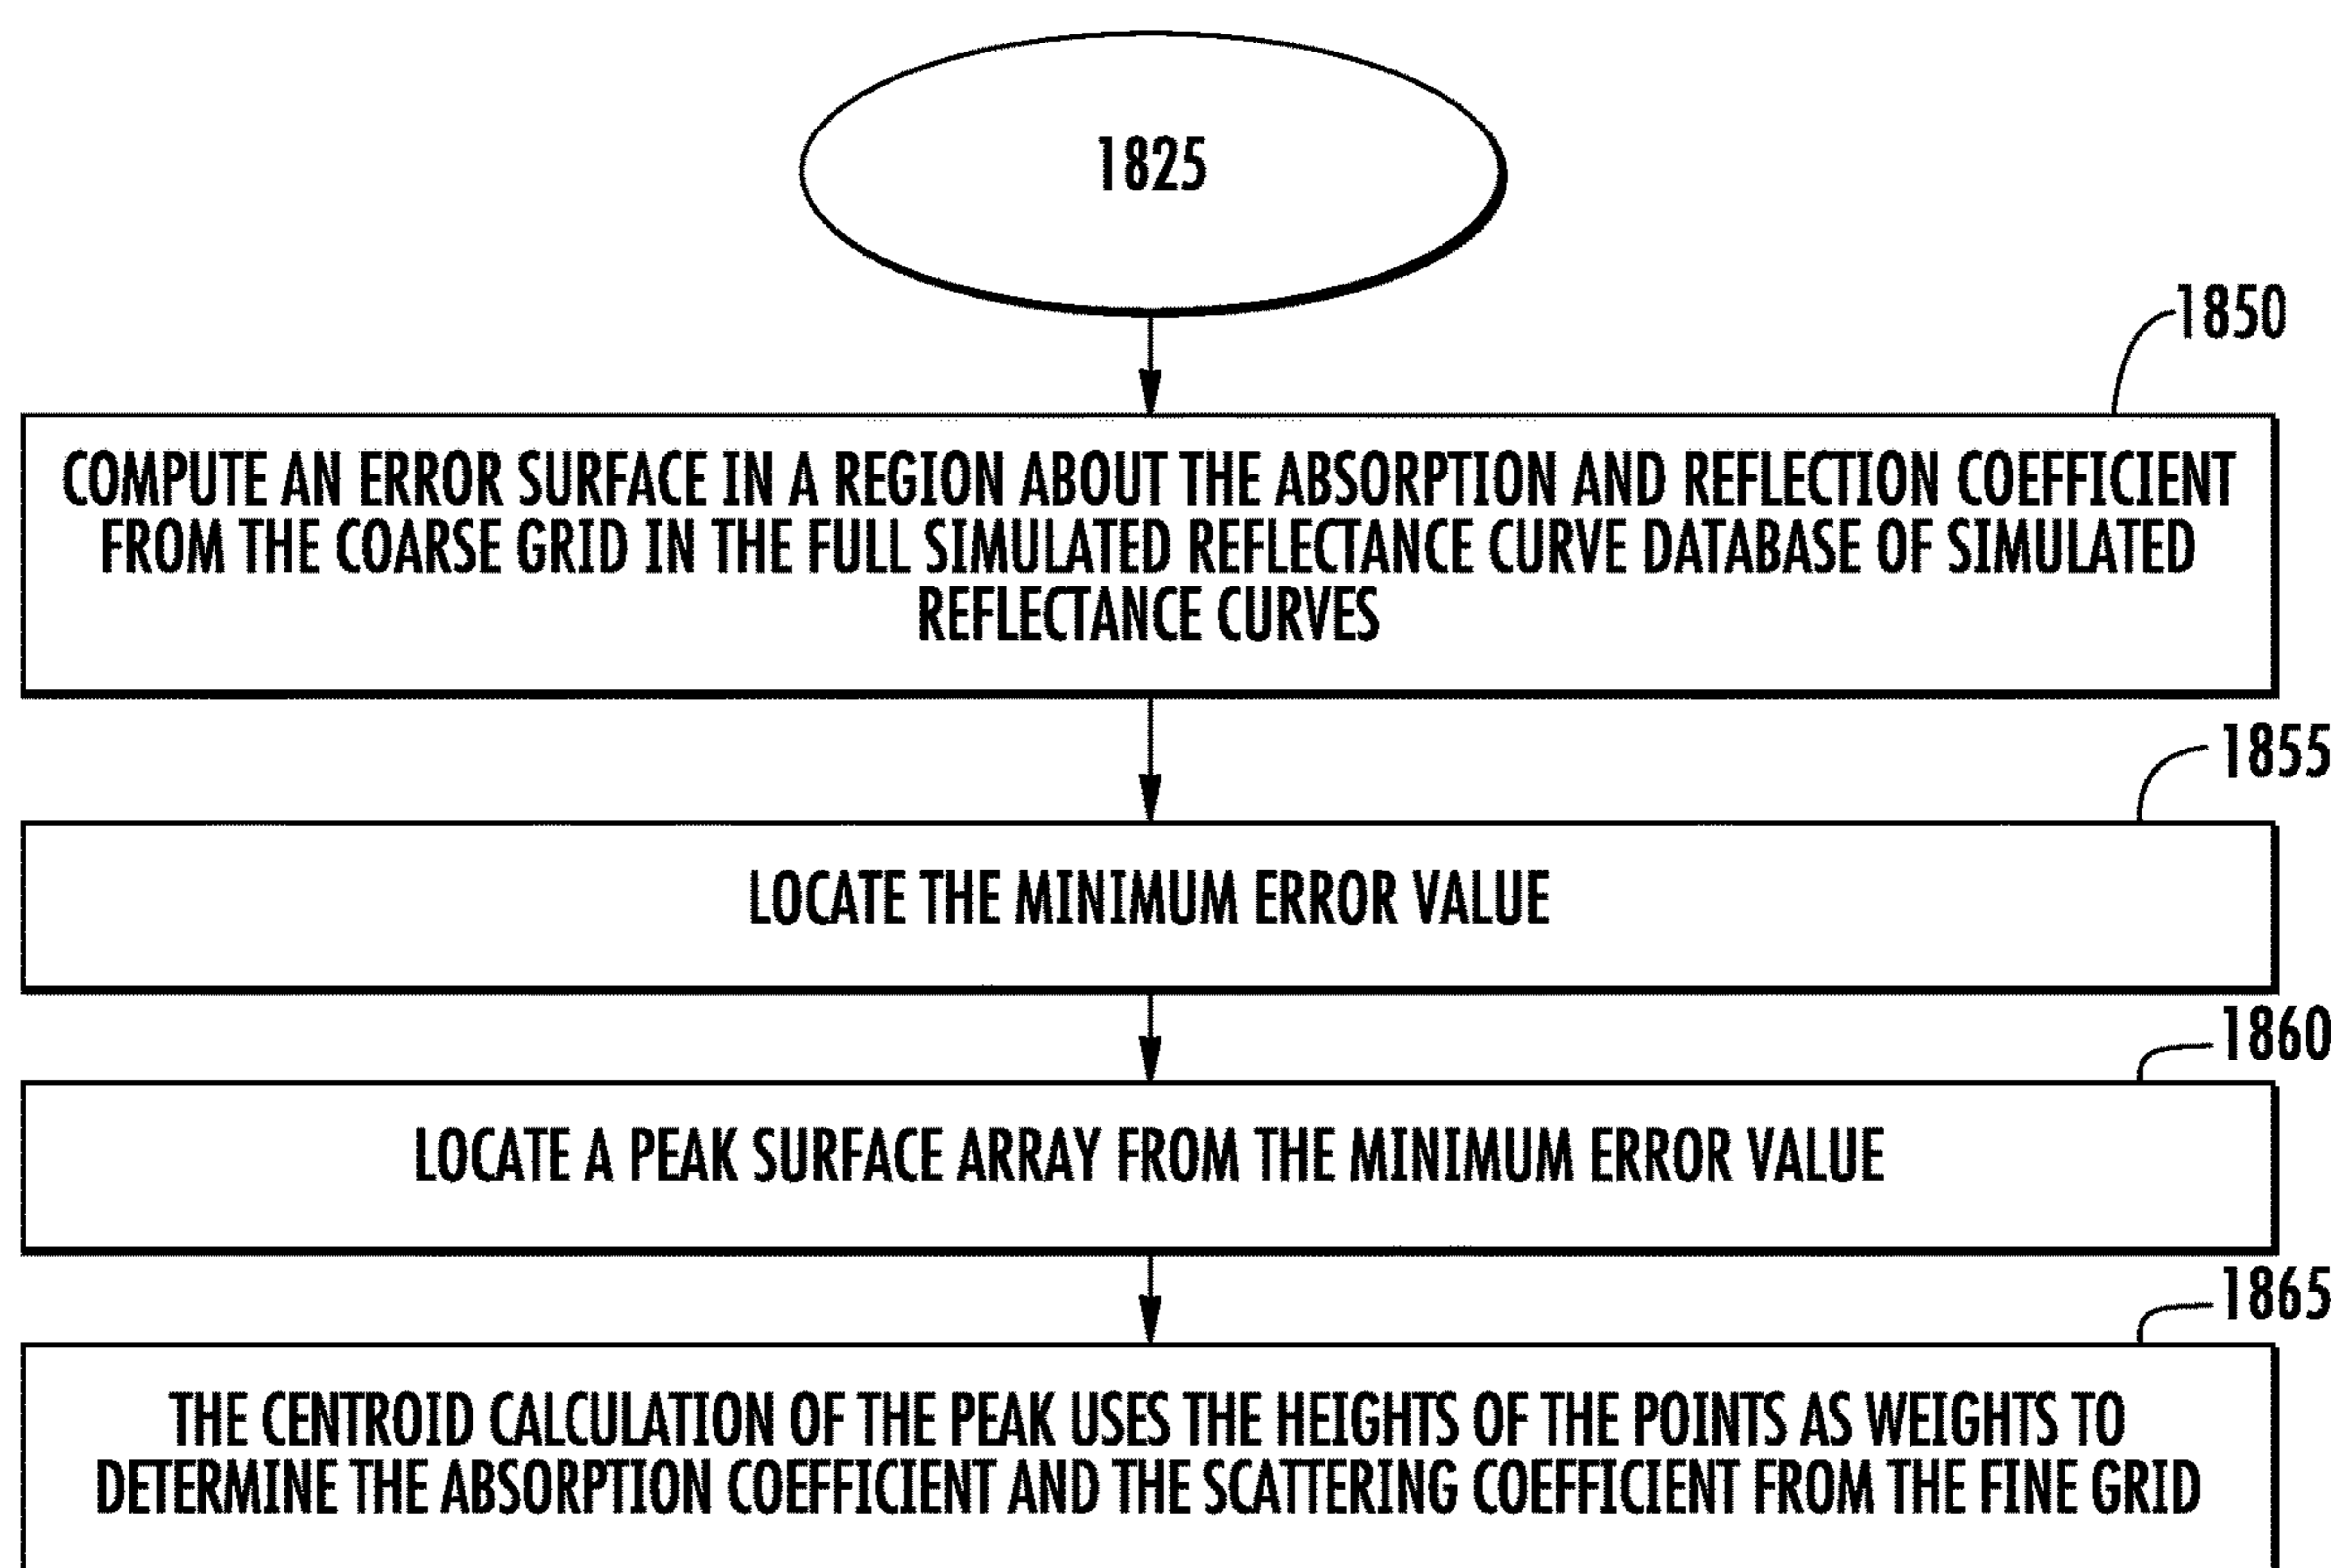 1825
1850
COMPUTE AN ERROR SURFACE IN A REGION ABOUT THE ABSORPTION AND REFLECTION COEFFICIENT
FROM THE COARSE GRID IN THE FULL SIMULATED REFLECTANCE CURVE DATABASE OF SIMULATED
REFLECTANCE CURVES
1855
LOCATE THE MINIMUM ERROR VALUE
1860
LOCATE A PEAK SURFACE ARRAY FROM THE MINIMUM ERROR VALUE
1865
THE CENTROID CALCULATION OF THE PEAK USES THE HEIGHTS OF THE POINTS AS WEIGHTS TO
DETERMINE THE ABSORPTION COEFFICIENT AND THE SCATTERING COEFFICIENT FROM THE FINE GRID